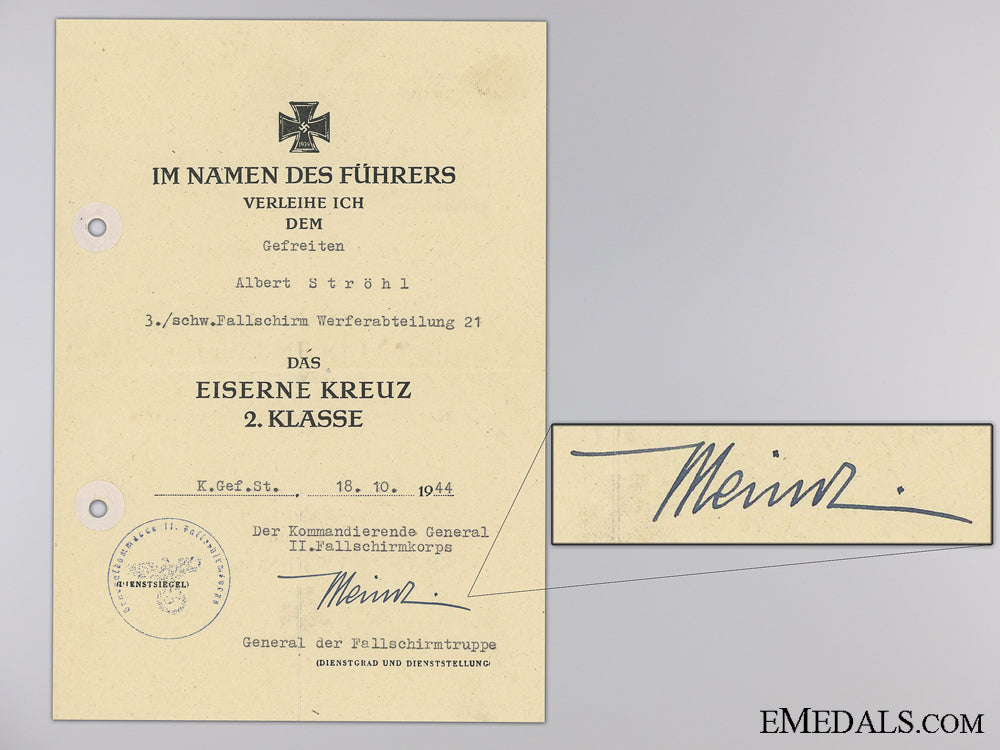 IM NAMEN DES FÜHRERS
VERLEIHE ICH
DEM
Gefreiten
Albert Ströhl
3./schw.Fallschirm Werferabteilung 21
DAS
EISERNE KREUZ
2. KLASSE
K.Gef.St. , 18.10. 1944
Der Kommandierende General
II.Fallschirmkorps
(DIENSTSIEGEL)
General der Fallschirmtruppe
(DIENSTGRAD UND DIENSTSTELLUNG)
EMEDALS.COM